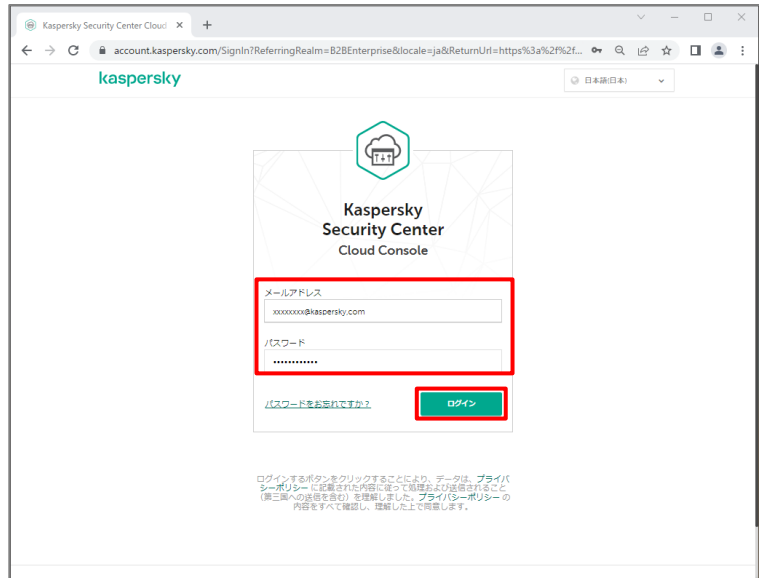 Kaspersky Security Center Cloud
account.kaspersky.com/SignIn?ReferringRealm=B2BEnterprise&locale=ja&ReturnUrl=https%3a%2f%2f...
kaspersky
日本語(日本)
Kaspersky
Security Center
Cloud Console
メールアドレス
xxxxxxxx@kaspersky.com
パスワード
••••••••••••
パスワードをお忘れですか？
ログイン
ログインするボタンをクリックすることにより、データは、プライバ
シーポリシー に記載された内容に従って処理および送信されること
（第三国への送信を含む）を理解しました。プライバシーポリシー の
内容をすべて確認し、理解した上で同意します。